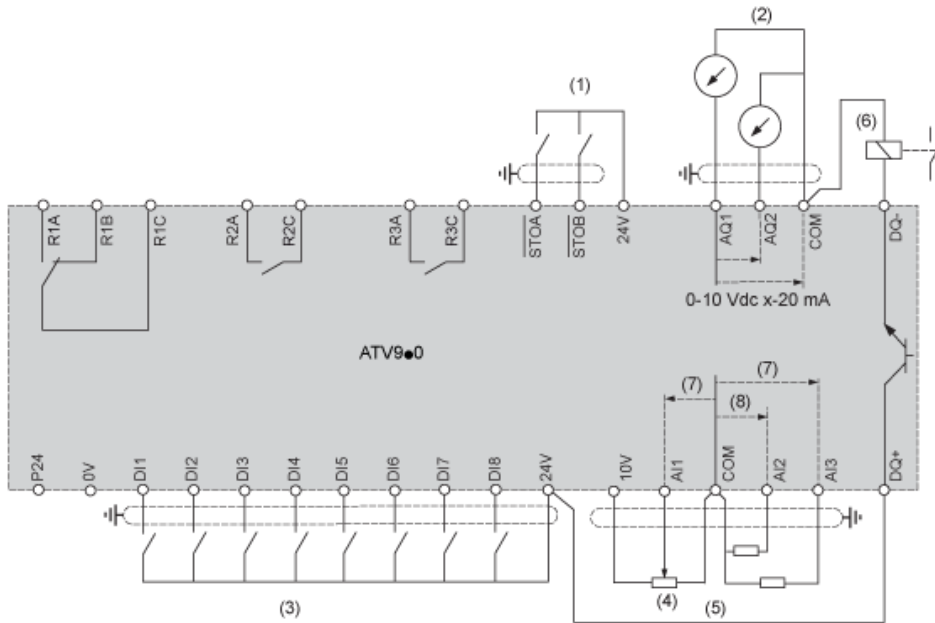 (1)
(2)
(6)
R1A
R1B
R1C
R2A
R2C
R3A
R3C
STOA
STOB
24V
AQ1
AQ2
COM
DQ-
0-10 Vdc x-20 mA
ATV9●0
(7)
(7)
(8)
P24
0V
DI1
DI2
DI3
DI4
DI5
DI6
DI7
DI8
24V
10V
AI1
COM
AI2
AI3
DQ+
(3)
(4)
(5)